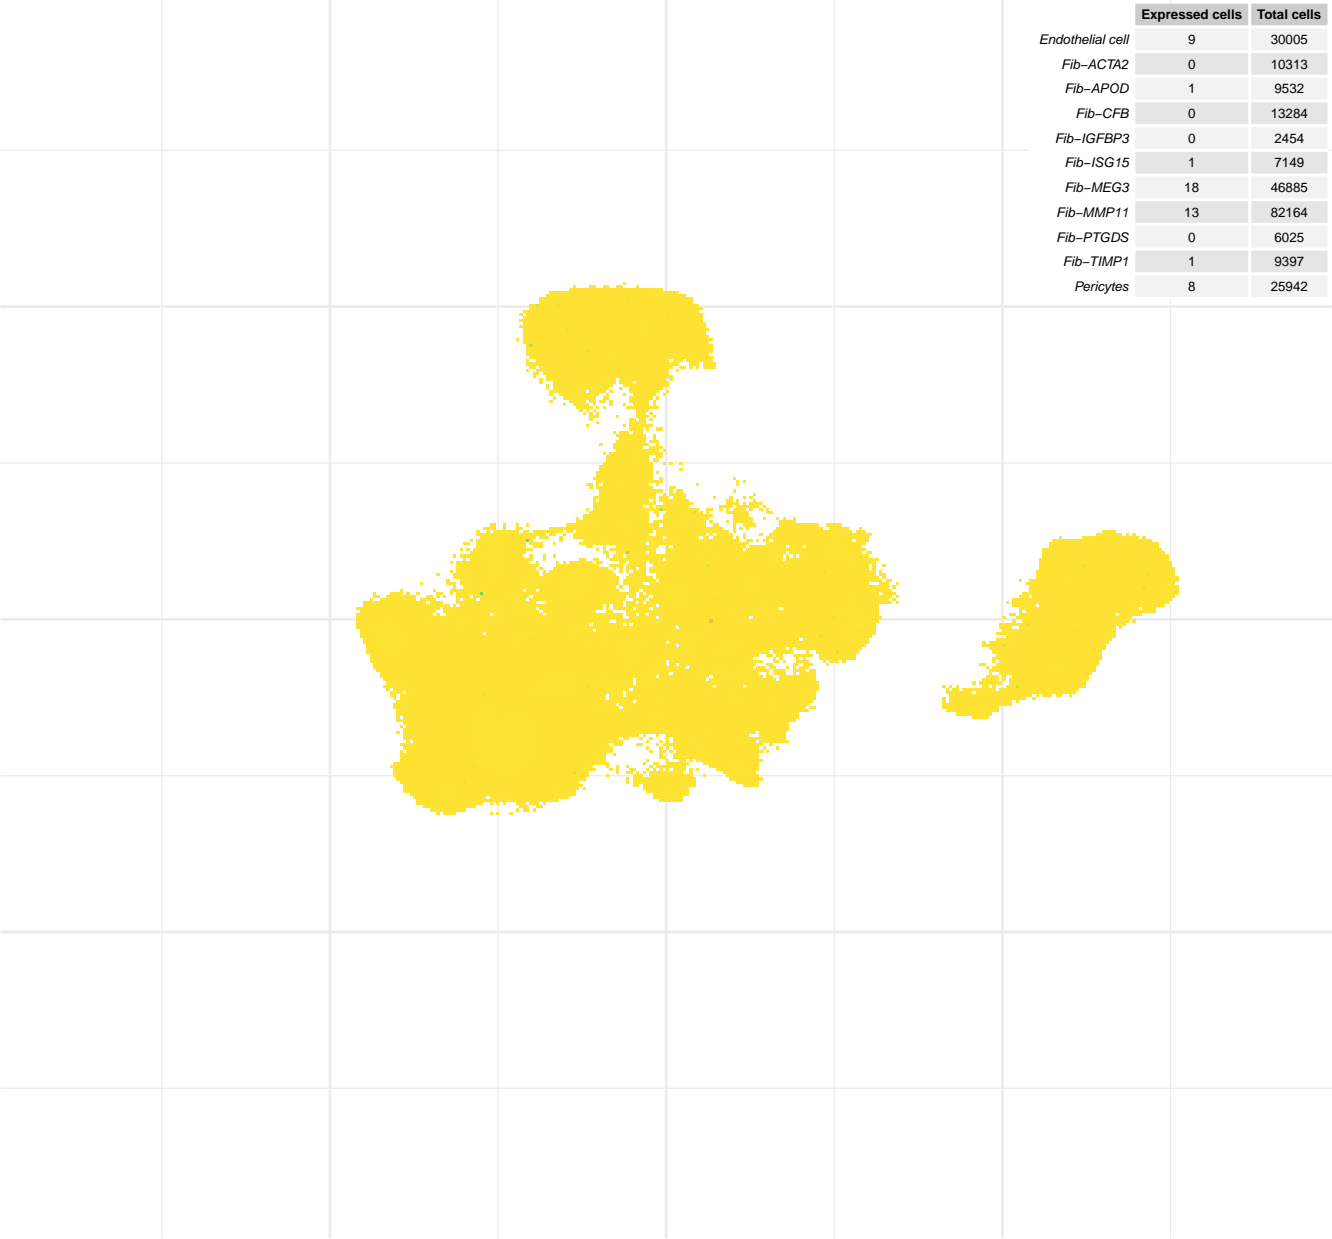 Expressed cells Total cells
Endothelial cell 9 30005
Fib−ACTA2 0 10313
Fib−APOD 1 9532
Fib−CFB 0 13284
Fib−IGFBP3 0 2454
Fib−ISG15 1 7149
Fib−MEG3 18 46885
Fib−MMP11 13 82164
Fib−PTGDS 0 6025
Fib−TIMP1 1 9397
Pericytes 8 25942